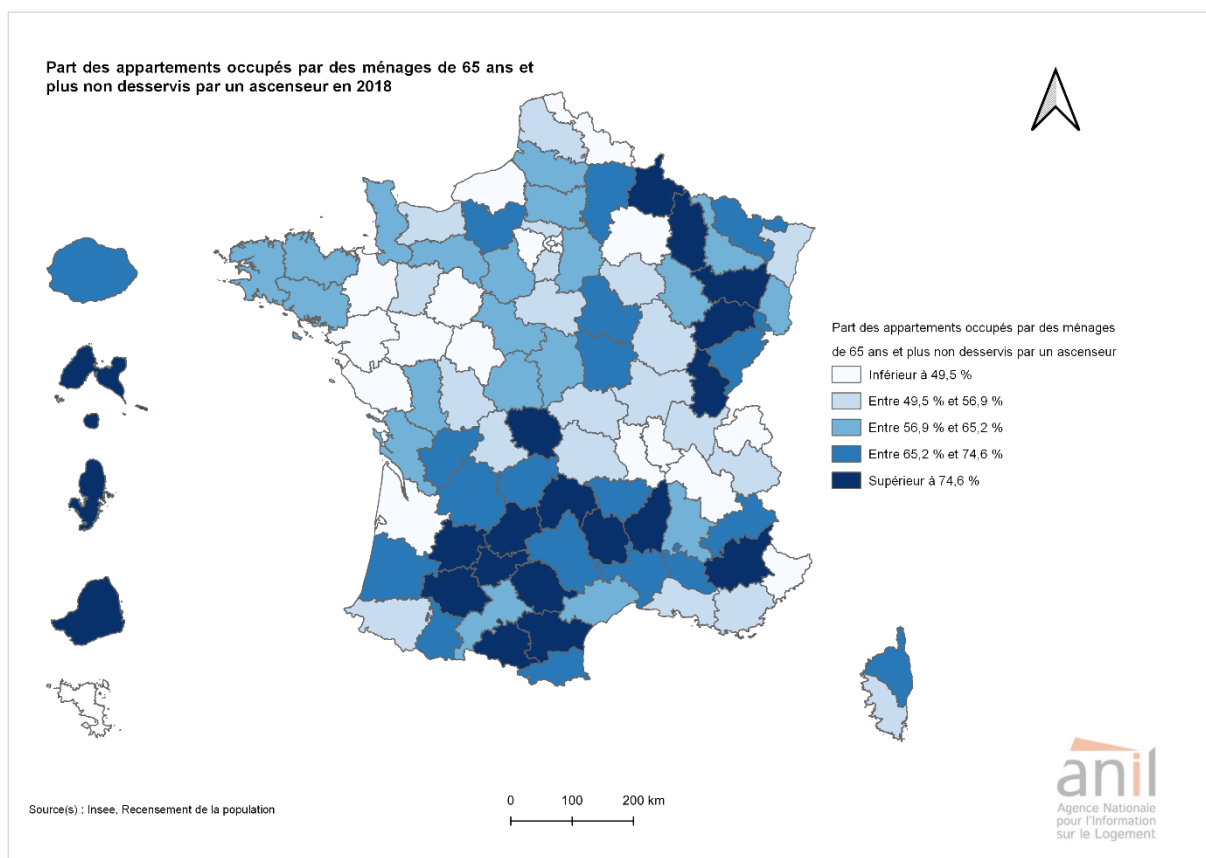 Part des appartements occupés par des ménages de 65 ans et
plus non desservis par un ascenseur en 2018
Part des appartements occupés par des ménages
de 65 ans et plus non desservis par un ascenseur
Inférieur à 49,5 %
Entre 49,5 % et 56,9 %
Entre 56,9 % et 65,2 %
Entre 65,2 % et 74,6 %
Supérieur à 74,6 %
Source(s) : Insee, Recensement de la population
0 100 200 km
anil
Agence Nationale
pour l'Information
sur le Logement